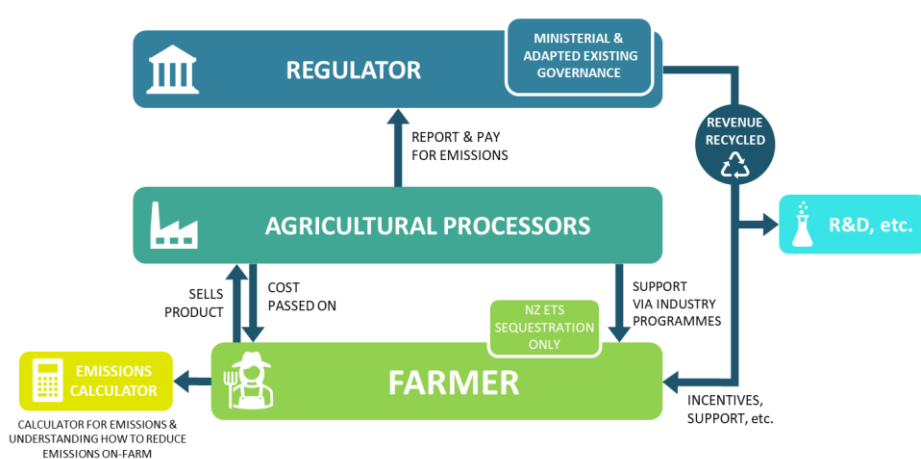 MINISTERIAL &
ADAPTED EXISTING
GOVERNANCE
REGULATOR
REVENUE
RECYCLED
REPORT & PAY
FOR EMISSIONS
AGRICULTURAL PROCESSORS
R&D, etc.
SELLS
PRODUCT
COST
PASSED ON
SUPPORT
VIA INDUSTRY
PROGRAMMES
NZ ETS
SEQUESTRATION
ONLY
EMISSIONS
CALCULATOR
FARMER
INCENTIVES,
SUPPORT, etc.
CALCULATOR FOR EMISSIONS &
UNDERSTANDING HOW TO REDUCE
EMISSIONS ON-FARM